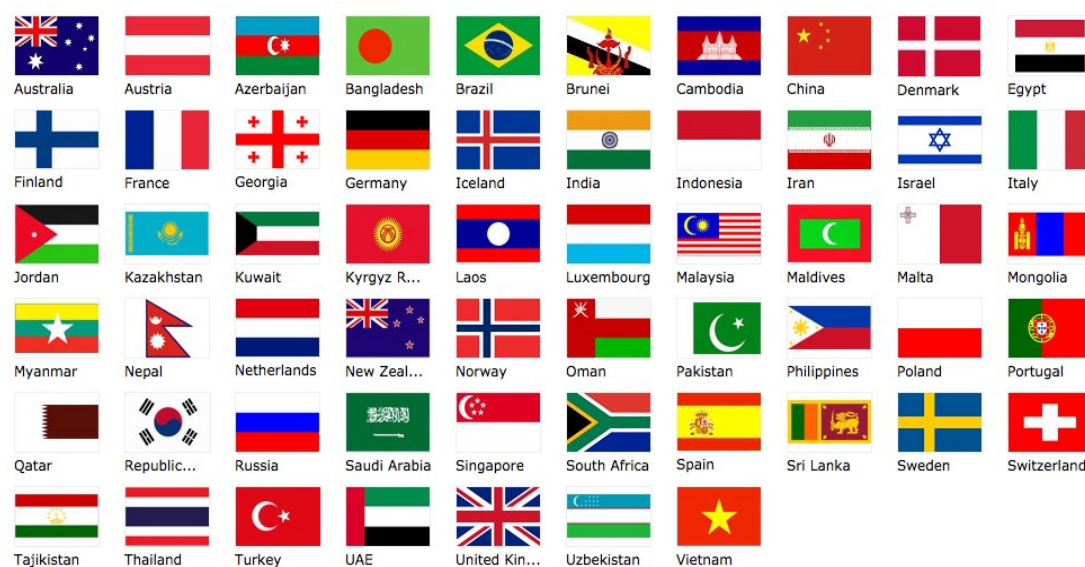 Australia Austria Azerbaijan Bangladesh Brazil Brunei Cambodia China Denmark Egypt
Finland France Georgia Germany Iceland India Indonesia Iran Israel Italy
Jordan Kazakhstan Kuwait Kyrgyz R... Laos Luxembourg Malaysia Maldives Malta Mongolia
Myanmar Nepal Netherlands New Zeal... Norway Oman Pakistan Philippines Poland Portugal
Qatar Republic... Russia Saudi Arabia Singapore South Africa Spain Sri Lanka Sweden Switzerland
Tajikistan Thailand Turkey UAE United Kin... Uzbekistan Vietnam